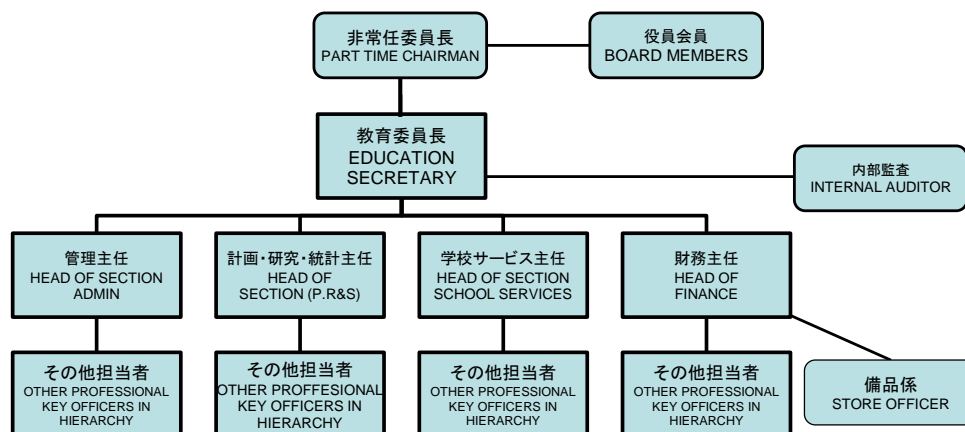 非常任委員長
PART TIME CHAIRMAN
役員会員
BOARD MEMBERS
教育委員長
EDUCATION
SECRETARY
内部監査
INTERNAL AUDITOR
管理主任
HEAD OF SECTION
ADMIN
計画・研究・統計主任
HEAD OF
SECTION (P.R&S)
学校サービス主任
HEAD OF SECTION
SCHOOL SERVICES
財務主任
HEAD OF
FINANCE
その他担当者
OTHER PROFESSIONAL
KEY OFFICERS IN
HIERARCHY
その他担当者
OTHER PROFFESIONAL
KEY OFFICERS IN
HIERARCHY
その他担当者
OTHER PROFESSIONAL
KEY OFFICERS IN
HIERARCHY
その他担当者
OTHER PROFESSIONAL
KEY OFFICERS IN
HIERARCHY
備品係
STORE OFFICER